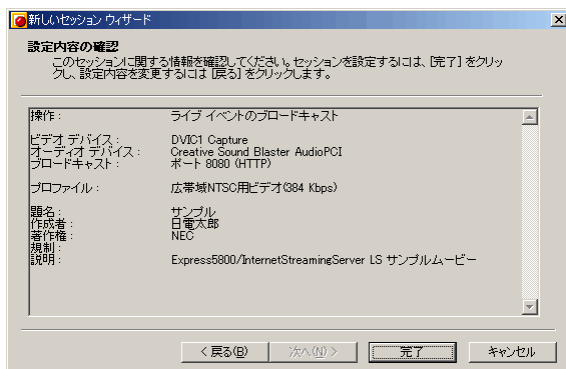 新しいセッション ウィザード
設定内容の確認
このセッションに関する情報を確認してください。セッションを設定するには、[完了] をクリッ
クし、設定内容を変更するには [戻る] をクリックします。
操作 : ライブ イベントのブロードキャスト
ビデオ デバイス : DVIC1 Capture
オーディオ デバイス : Creative Sound Blaster AudioPCI
ブロードキャスト : ポート 8080 (HTTP)
プロファイル : 広帯域NTSC用ビデオ(384 Kbps)
題名 : サンプル
作成者 : 日電太郎
著作権 : NEC
規制 :
説明 : Express5800/InternetStreamingServer LS サンプルムービー
< 戻る(B) 次へ(N) > 完了 キャンセル